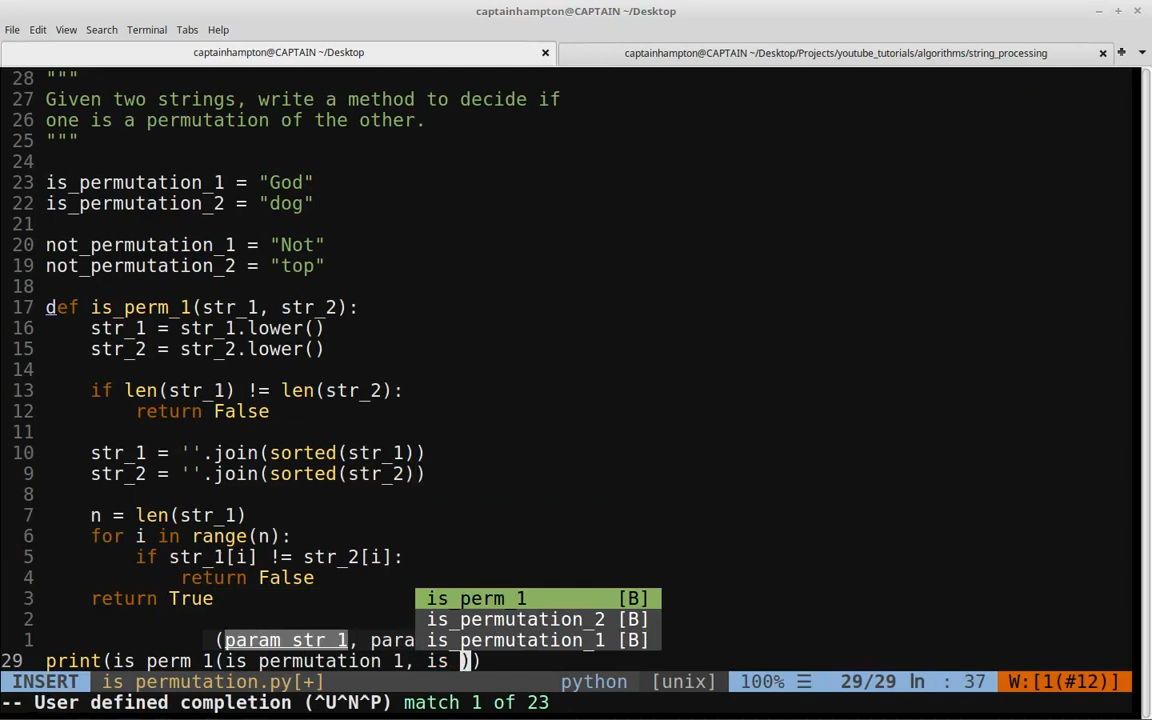 captainhampton@CAPTAIN ~/Desktop
File Edit View Search Terminal Tabs Help
captainhampton@CAPTAIN ~/Desktop captainhampton@CAPTAIN ~/Desktop/Projects/youtube_tutorials/algorithms/string_processing
28 """
27 Given two strings, write a method to decide if
26 one is a permutation of the other.
25 """
24
23 is_permutation_1 = "God"
22 is_permutation_2 = "dog"
21
20 not_permutation_1 = "Not"
19 not_permutation_2 = "top"
18
17 def is_perm_1(str_1, str_2):
16 str_1 = str_1.lower()
15 str_2 = str_2.lower()
14
13 if len(str_1) != len(str_2):
12 return False
11
10 str_1 = ''.join(sorted(str_1))
9 str_2 = ''.join(sorted(str_2))
8
7 n = len(str_1)
6 for i in range(n):
5 if str_1[i] != str_2[i]:
4 return False
3 return True is_perm_1 [B]
2 is_permutation_2 [B]
1 (param str_1, para is_permutation_1 [B]
29 print(is_perm_1(is_permutation_1, is_))
INSERT is_permutation.py[+] python [unix] 100% ☰ 29/29 ln : 37 W:[1(#12)]
-- User defined completion (^U^N^P) match 1 of 23